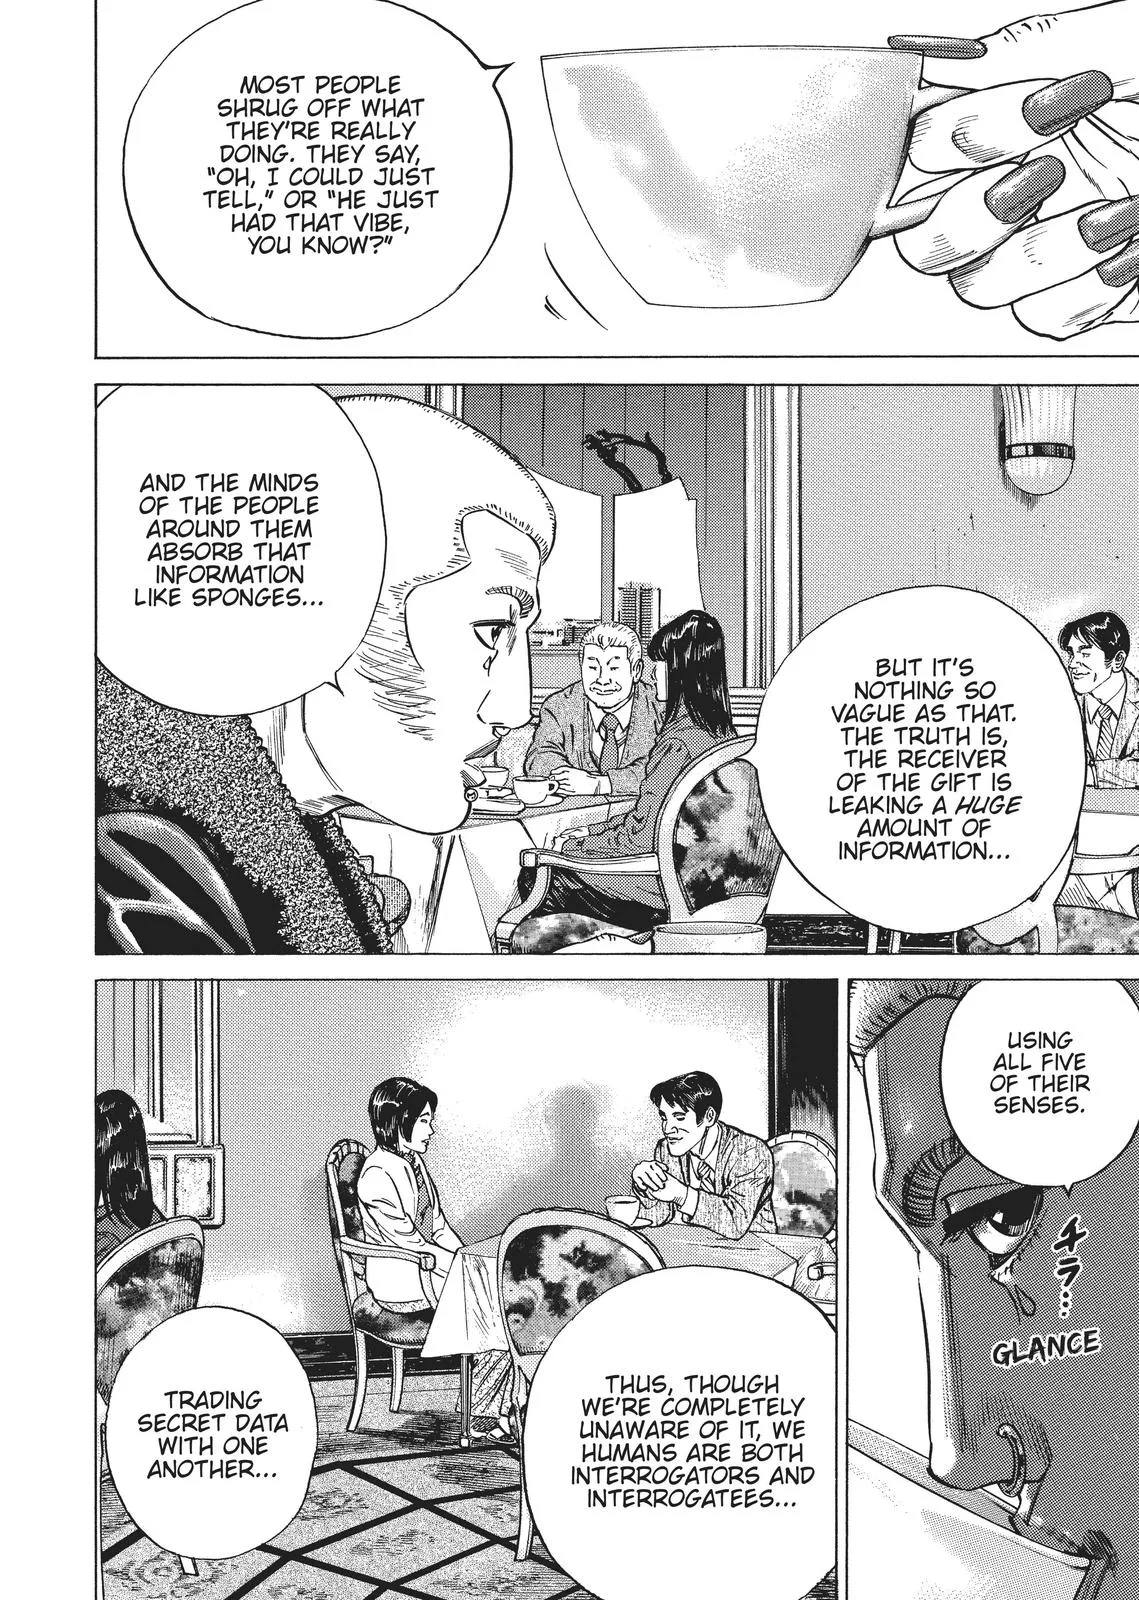 MOST PEOPLE
SHRUG OFF WHAT
THEY'RE REALLY
DOING. THEY SAY,
"OH, I COULD JUST
TELL," OR "HE JUST
HAD THAT VIBE,
YOU KNOW?"
AND THE MINDS
OF THE PEOPLE
AROUND THEM
ABSORB THAT
INFORMATION
LIKE SPONGES...
BUT IT'S
NOTHING SO
VAGUE AS THAT.
THE TRUTH IS,
THE RECEIVER
OF THE GIFT IS
LEAKING A HUGE
AMOUNT OF
INFORMATION...
USING
ALL FIVE
OF THEIR
SENSES.
チラ…
GLANCE
THUS, THOUGH
WE'RE COMPLETELY
UNAWARE OF IT, WE
HUMANS ARE BOTH
INTERROGATORS AND
INTERROGATEES...
TRADING
SECRET DATA
WITH ONE
ANOTHER...